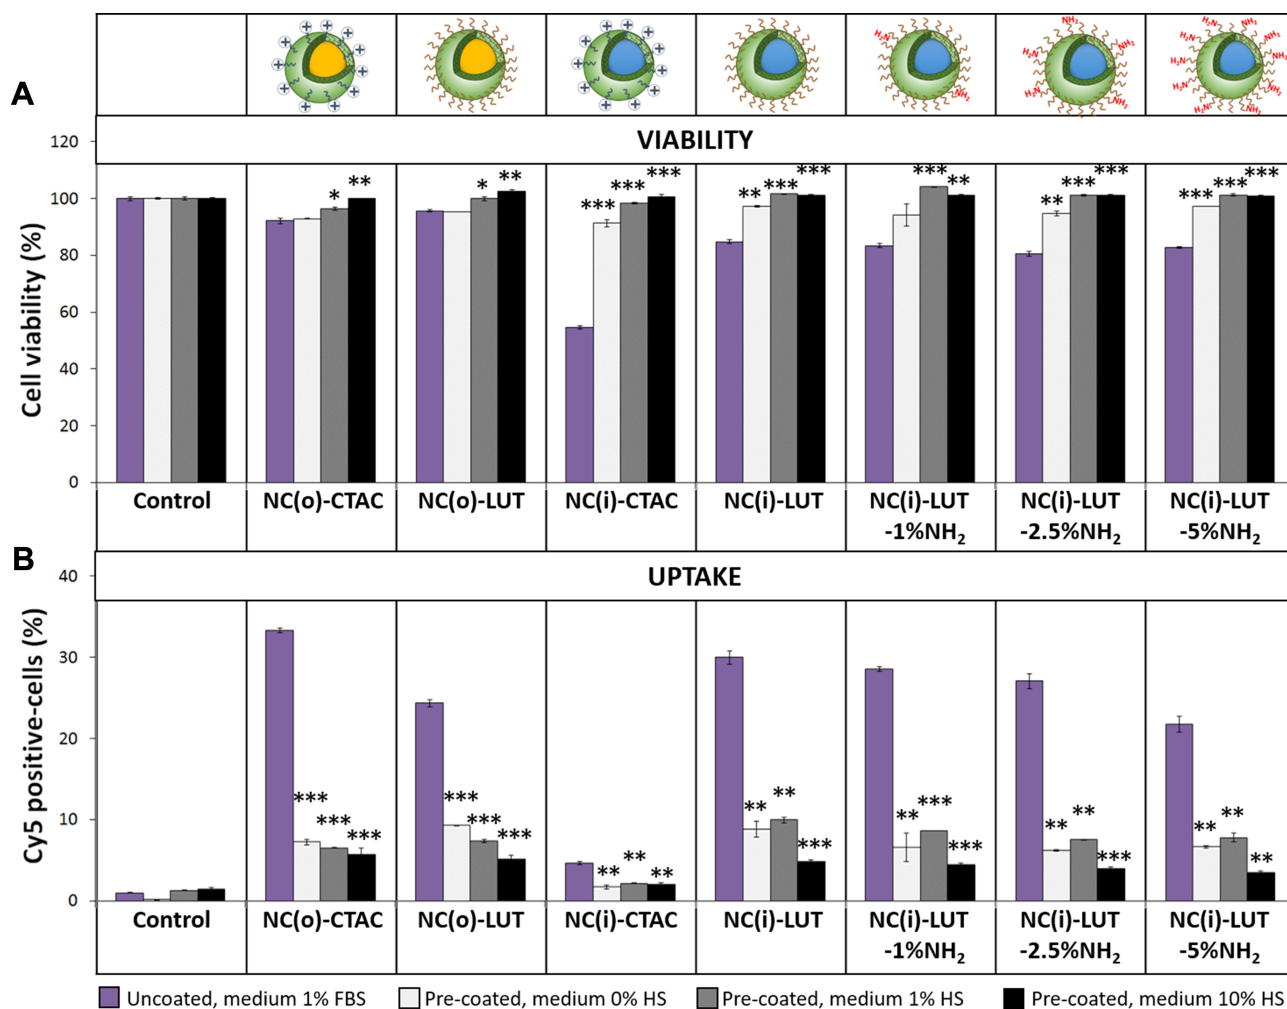 A
VIABILITY
Cell viability (%)
120
100
80
60
40
20
0
* ** * ** *** *** *** ** *** *** *** ** ** *** *** *** *** ***
Control NC(o)-CTAC NC(o)-LUT NC(i)-CTAC NC(i)-LUT NC(i)-LUT NC(i)-LUT NC(i)-LUT
-1%NH₂ -2.5%NH₂ -5%NH₂
B
UPTAKE
Cy5 positive-cells (%)
40
30
20
10
0
*** *** *** *** *** *** ** ** ** ** ** *** ** *** *** ** ** *** ** ** **
Control NC(o)-CTAC NC(o)-LUT NC(i)-CTAC NC(i)-LUT NC(i)-LUT NC(i)-LUT NC(i)-LUT
-1%NH₂ -2.5%NH₂ -5%NH₂
Uncoated, medium 1% FBS Pre-coated, medium 0% HS Pre-coated, medium 1% HS Pre-coated, medium 10% HS